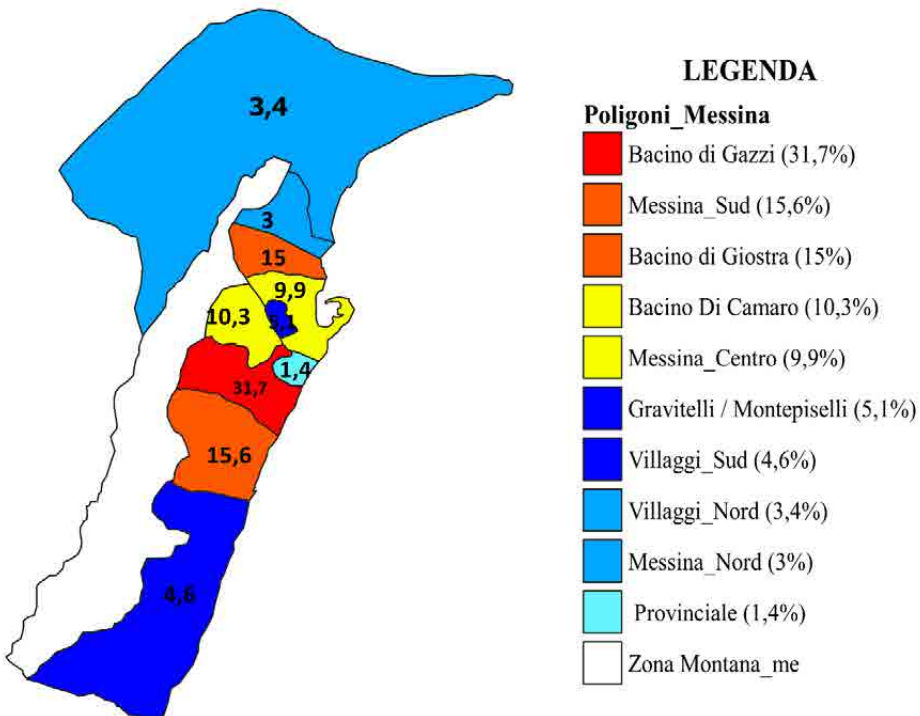 3,4
3
15
9,9
5,1
10,3
1,4
31,7
15,6
4,6
LEGENDA
Poligoni_Messina
Bacino di Gazzi (31,7%)
Messina_Sud (15,6%)
Bacino di Giostra (15%)
Bacino Di Camaro (10,3%)
Messina_Centro (9,9%)
Gravitelli / Montepiselli (5,1%)
Villaggi_Sud (4,6%)
Villaggi_Nord (3,4%)
Messina_Nord (3%)
Provinciale (1,4%)
Zona Montana_me